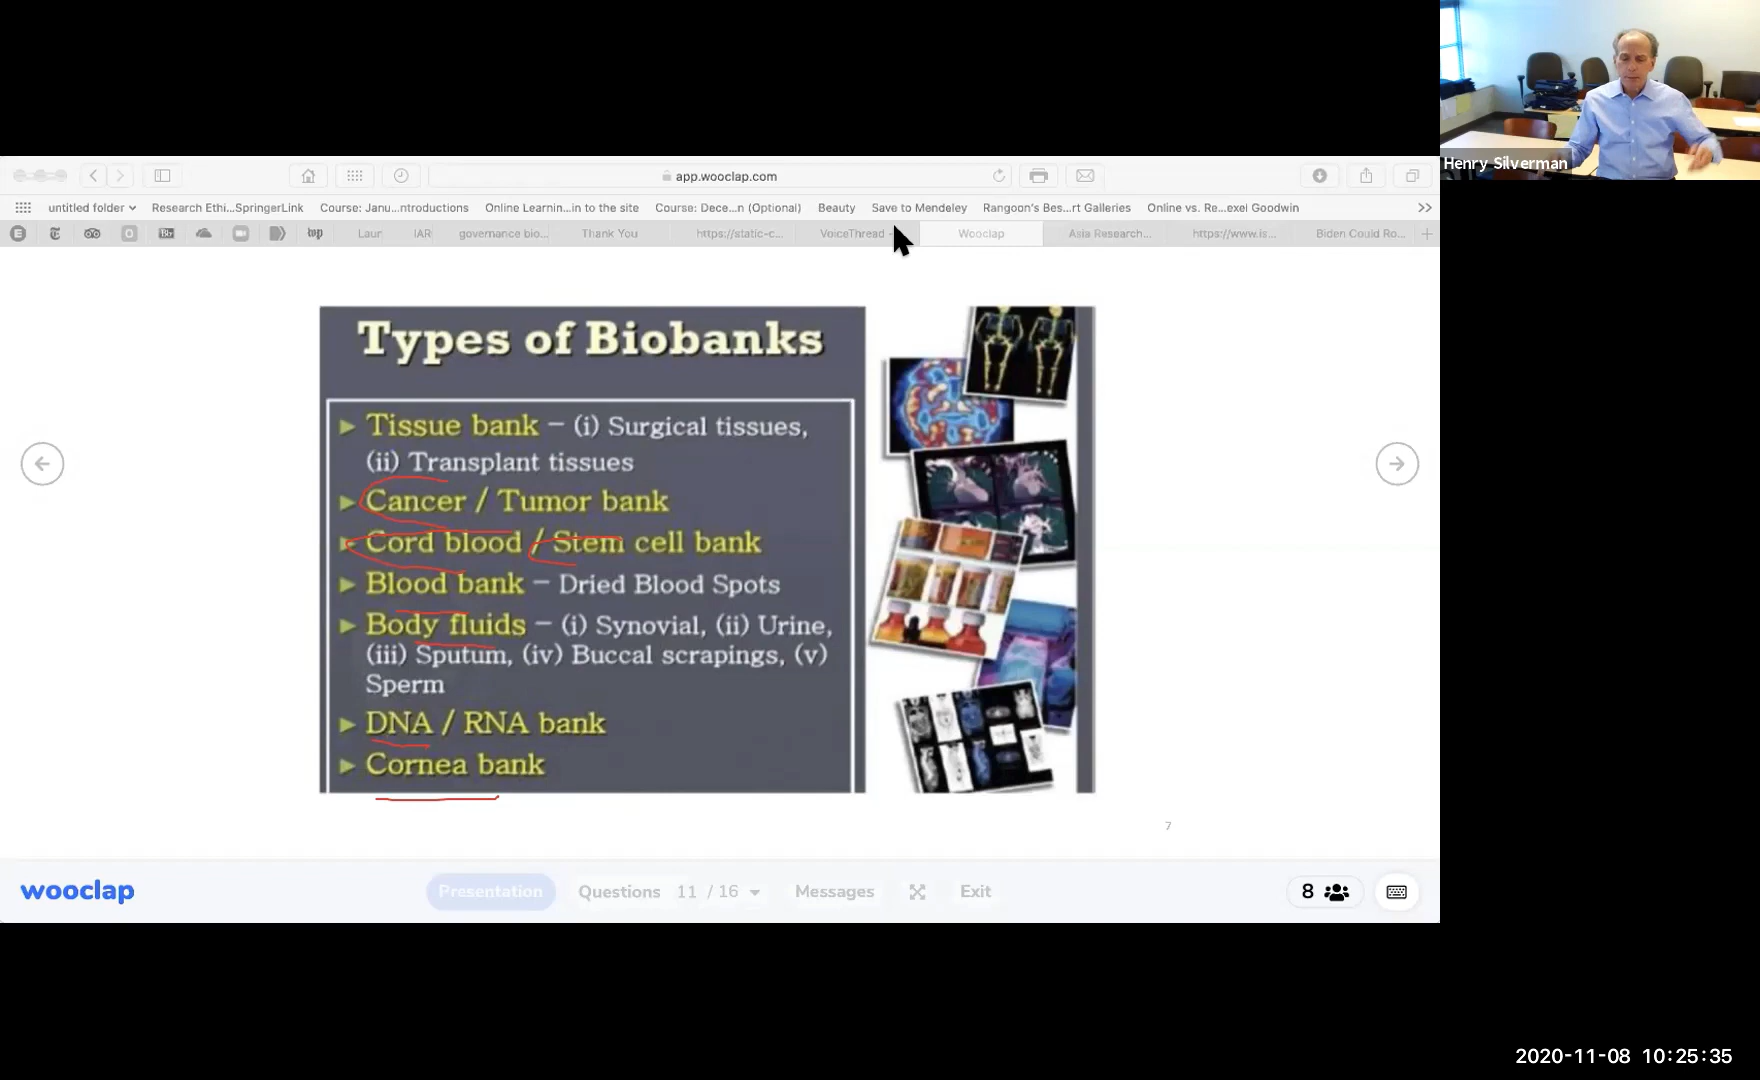 Henry Silverman
app.wooclap.com
untitled folder
Research Ethi...SpringerLink
Course: Janu...ntroductions
Online Learnin...in to the site
Course: Dece...n (Optional)
Beauty
Save to Mendeley
Rangoon's Bes...rt Galleries
Online vs. Re...exel Goodwin
wp
Laur
IAR
governance bio...
Thank You
https://static-c...
VoiceThread -
Wooclap
Asia Research...
https://www.is...
Biden Could Ro...
Types of Biobanks
Tissue bank – (i) Surgical tissues,
(ii) Transplant tissues
Cancer / Tumor bank
Cord blood / Stem cell bank
Blood bank – Dried Blood Spots
Body fluids – (i) Synovial, (ii) Urine,
(iii) Sputum, (iv) Buccal scrapings, (v)
Sperm
DNA / RNA bank
Cornea bank
7
wooclap
Presentation
Questions 11 / 16
Messages
Exit
8
2020-11-08 10:25:35